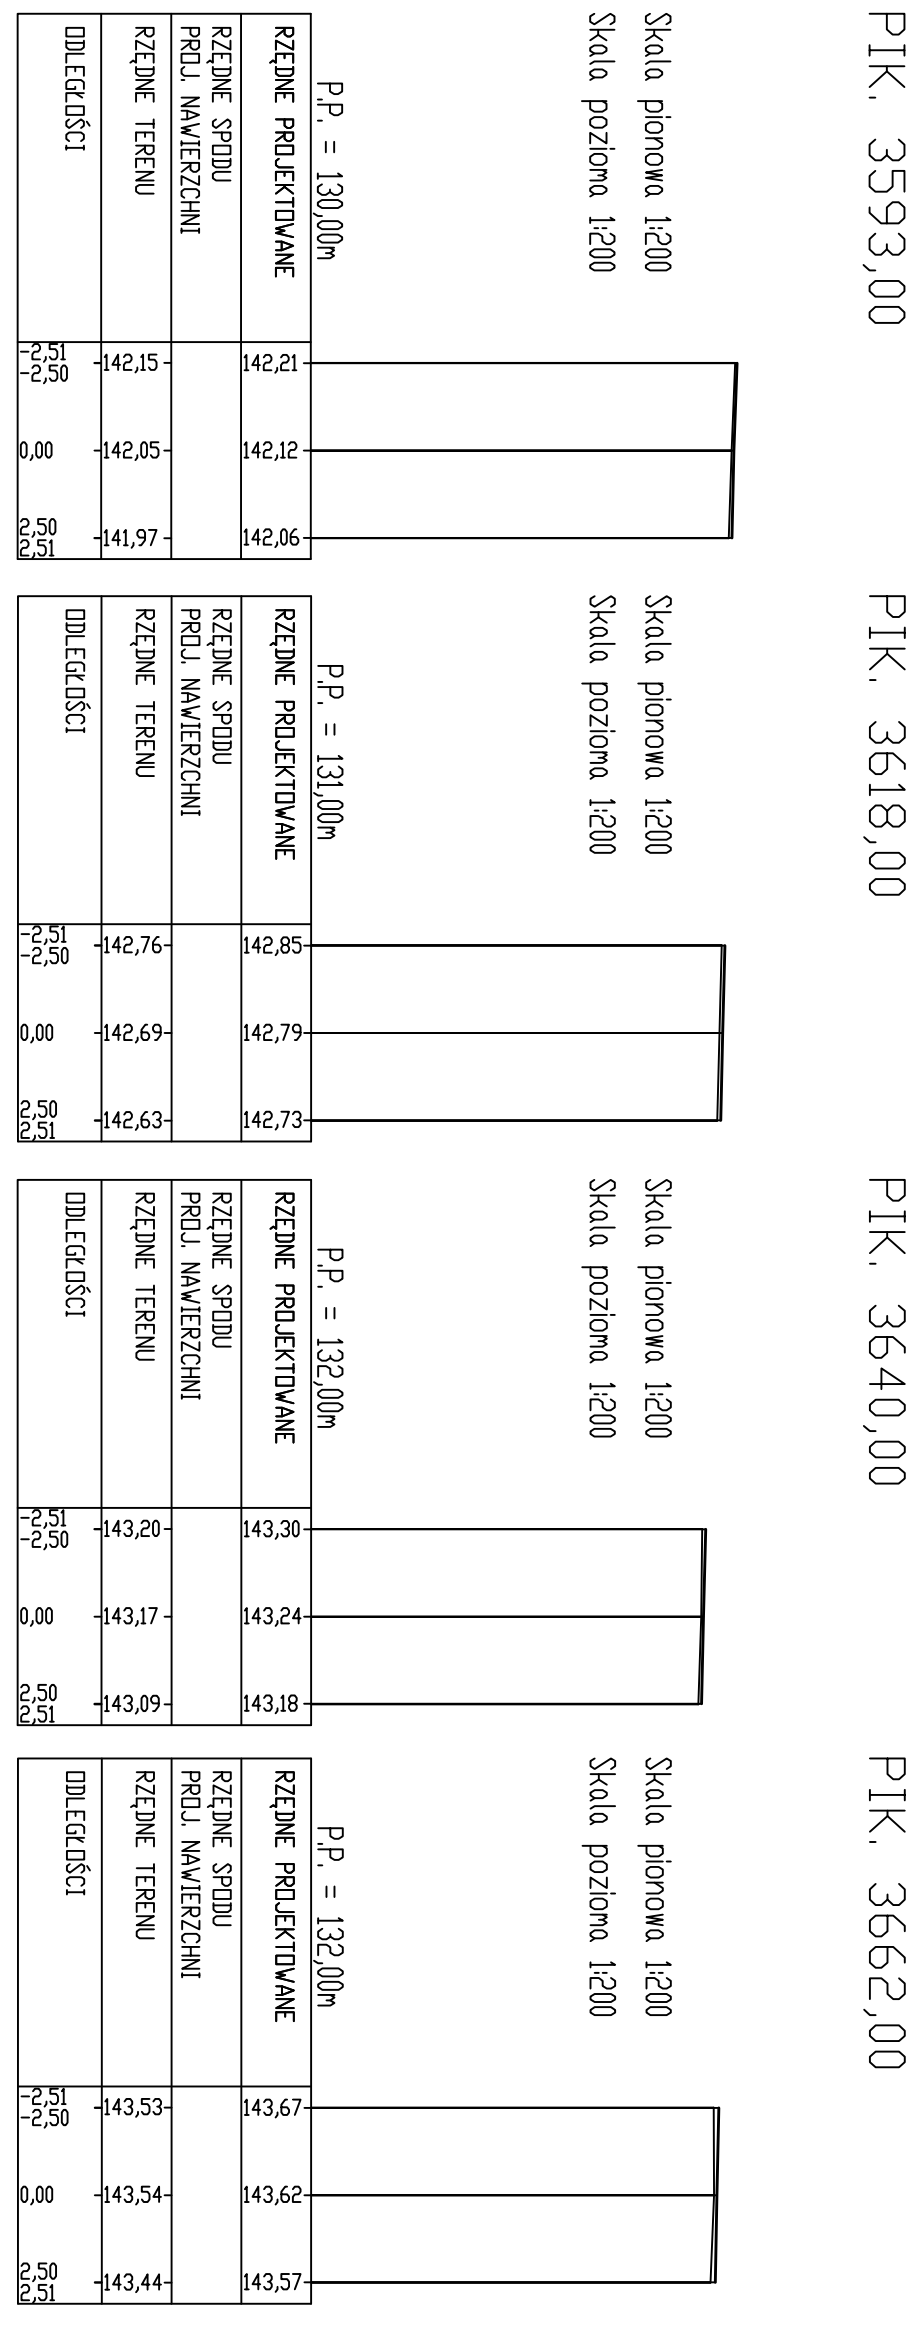 PIK. 3593,00
Skala pionowa 1:200
Skala pozioma 1:200
P.P. = 130,00m
RZĘDNE PROJEKTOWANE
142,21
142,12
142,06
RZĘDNE SPODU
PROJ. NAWIERZCHNI
RZĘDNE TERENU
142,15
142,05
141,97
ODLEGŁOŚCI
-2,51
-2,50
0,00
2,50
2,51
PIK. 3618,00
Skala pionowa 1:200
Skala pozioma 1:200
P.P. = 131,00m
RZĘDNE PROJEKTOWANE
142,85
142,79
142,73
RZĘDNE SPODU
PROJ. NAWIERZCHNI
RZĘDNE TERENU
142,76
142,69
142,63
ODLEGŁOŚCI
-2,51
-2,50
0,00
2,50
2,51
PIK. 3640,00
Skala pionowa 1:200
Skala pozioma 1:200
P.P. = 132,00m
RZĘDNE PROJEKTOWANE
143,30
143,24
143,18
RZĘDNE SPODU
PROJ. NAWIERZCHNI
RZĘDNE TERENU
143,20
143,17
143,09
ODLEGŁOŚCI
-2,51
-2,50
0,00
2,50
2,51
PIK. 3662,00
Skala pionowa 1:200
Skala pozioma 1:200
P.P. = 132,00m
RZĘDNE PROJEKTOWANE
143,67
143,62
143,57
RZĘDNE SPODU
PROJ. NAWIERZCHNI
RZĘDNE TERENU
143,53
143,54
143,44
ODLEGŁOŚCI
-2,51
-2,50
0,00
2,50
2,51